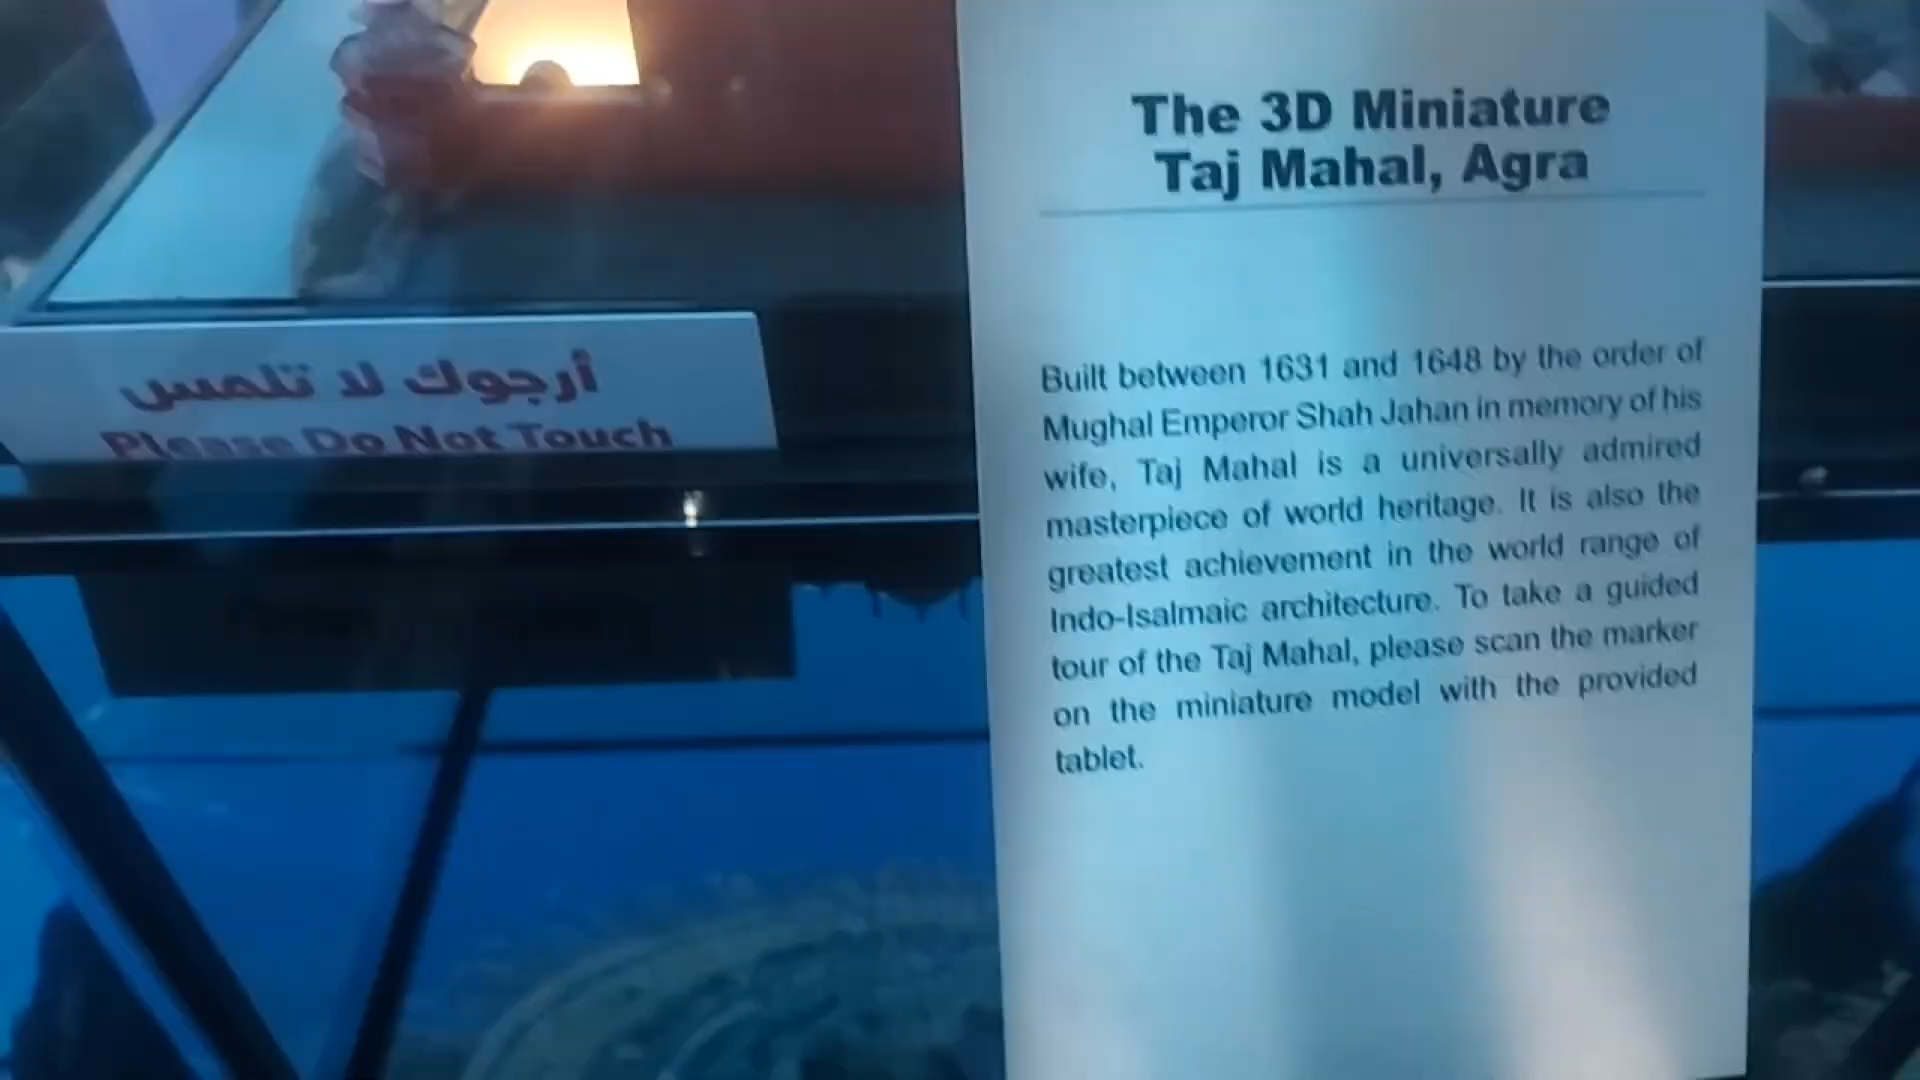 The 3D Miniature
Taj Mahal, Agra
Built between 1631 and 1648 by the order of
Mughal Emperor Shah Jahan in memory of his
wife, Taj Mahal is a universally admired
masterpiece of world heritage. It is also the
greatest achievement in the world range of
Indo-Isalmaic architecture. To take a guided
tour of the Taj Mahal, please scan the marker
on the miniature model with the provided
tablet.
أرجوك لا تلمس
Please Do Not Touch